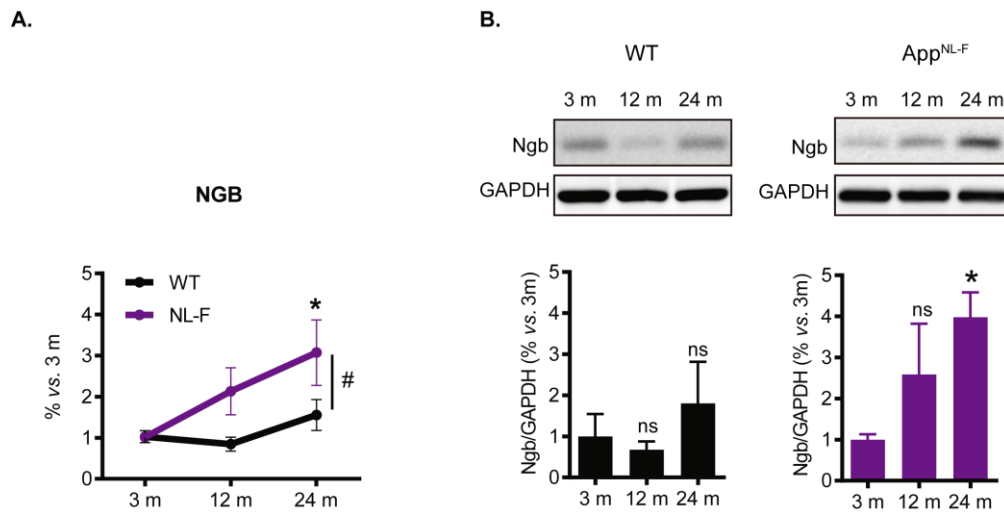 A.
NGB
WT
NL-F
% vs. 3 m
5
4
3
2
1
0
*
#
3 m 12 m 24 m
B.
WT
3 m 12 m 24 m
Ngb
GAPDH
App^NL-F
3 m 12 m 24 m
Ngb
GAPDH
Ngb/GAPDH (% vs. 3m)
5
4
3
2
1
0
ns
ns
3 m 12 m 24 m
Ngb/GAPDH (% vs. 3m)
5
4
3
2
1
0
ns
*
3 m 12 m 24 m